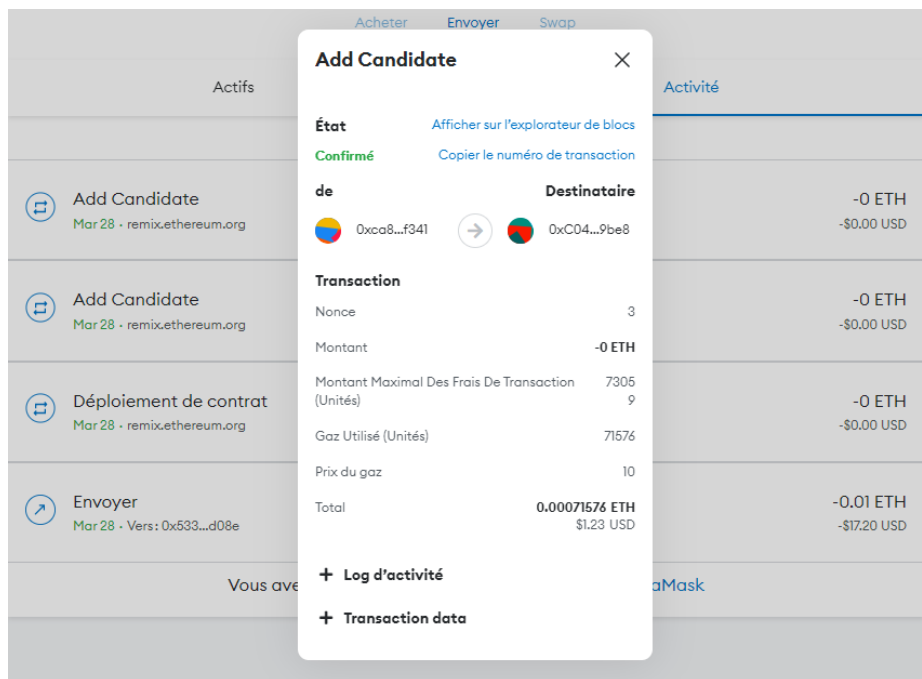 Acheter Envoyer Swap
Add Candidate
Actifs
Activité
État Afficher sur l'explorateur de blocs
Confirmé Copier le numéro de transaction
de Destinataire
0xca8...f341 0xC04...9be8
Transaction
Nonce 3
Montant -0 ETH
Montant Maximal Des Frais De Transaction 7305
(Unités) 9
Gaz Utilisé (Unités) 71576
Prix du gaz 10
Total 0.00071576 ETH
$1.23 USD
+ Log d'activité
+ Transaction data
Add Candidate -0 ETH
Mar 28 · remix.ethereum.org -$0.00 USD
Add Candidate -0 ETH
Mar 28 · remix.ethereum.org -$0.00 USD
Déploiement de contrat -0 ETH
Mar 28 · remix.ethereum.org -$0.00 USD
Envoyer -0.01 ETH
Mar 28 · Vers : 0x533...d08e -$17.20 USD
Vous ave aMask